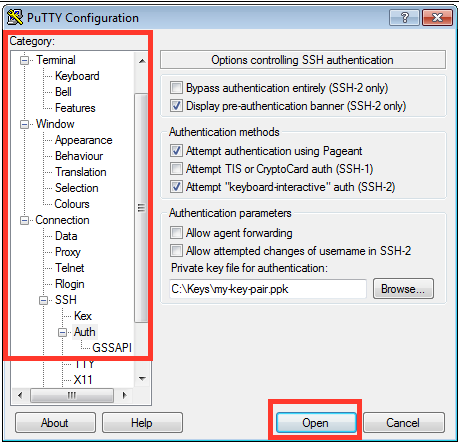 PuTTY Configuration
Category:
Terminal
Keyboard
Bell
Features
Window
Appearance
Behaviour
Translation
Selection
Colours
Connection
Data
Proxy
Telnet
Rlogin
SSH
Kex
Auth
GSSAPI
TTY
X11
Options controlling SSH authentication
Bypass authentication entirely (SSH-2 only)
Display pre-authentication banner (SSH-2 only)
Authentication methods
Attempt authentication using Pageant
Attempt TIS or CryptoCard auth (SSH-1)
Attempt "keyboard-interactive" auth (SSH-2)
Authentication parameters
Allow agent forwarding
Allow attempted changes of username in SSH-2
Private key file for authentication:
C:\Keys\my-key-pair.ppk
Browse...
About
Help
Open
Cancel